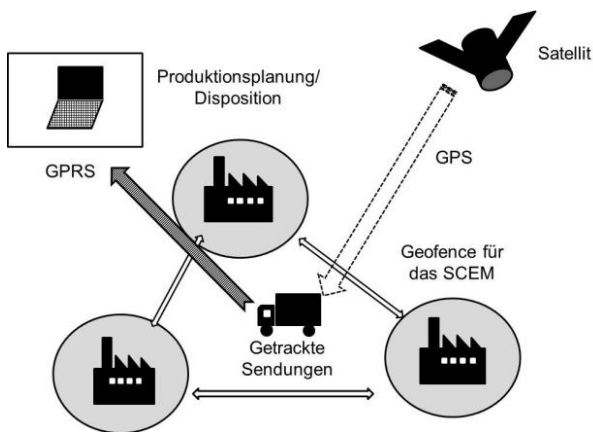 Produktionsplanung/
Disposition
Satellit
GPS
GPRS
Geofence für
das SCEM
Getrackte
Sendungen